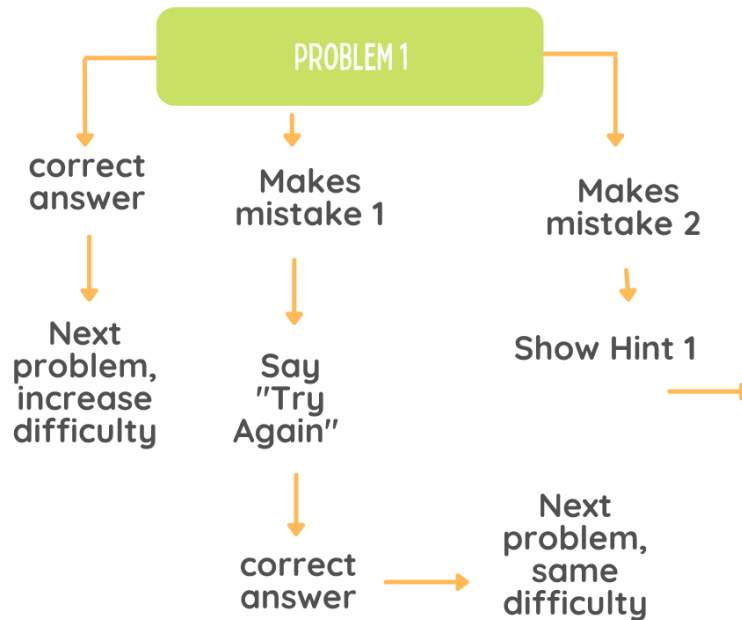 PROBLEM 1
correct
answer
Makes
mistake 1
Makes
mistake 2
Next
problem,
increase
difficulty
Say
"Try
Again"
Show Hint 1
correct
answer
Next
problem,
same
difficulty